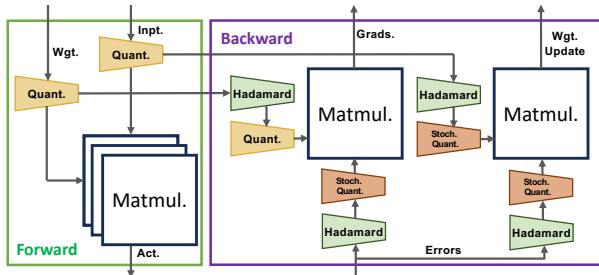 Wgt.
Inpt.
Quant.
Quant.
Matmul.
Forward
Act.
Backward
Grads.
Wgt.
Update
Hadamard
Quant.
Matmul.
Hadamard
Stoch.
Quant.
Matmul.
Stoch.
Quant.
Hadamard
Stoch.
Quant.
Hadamard
Errors